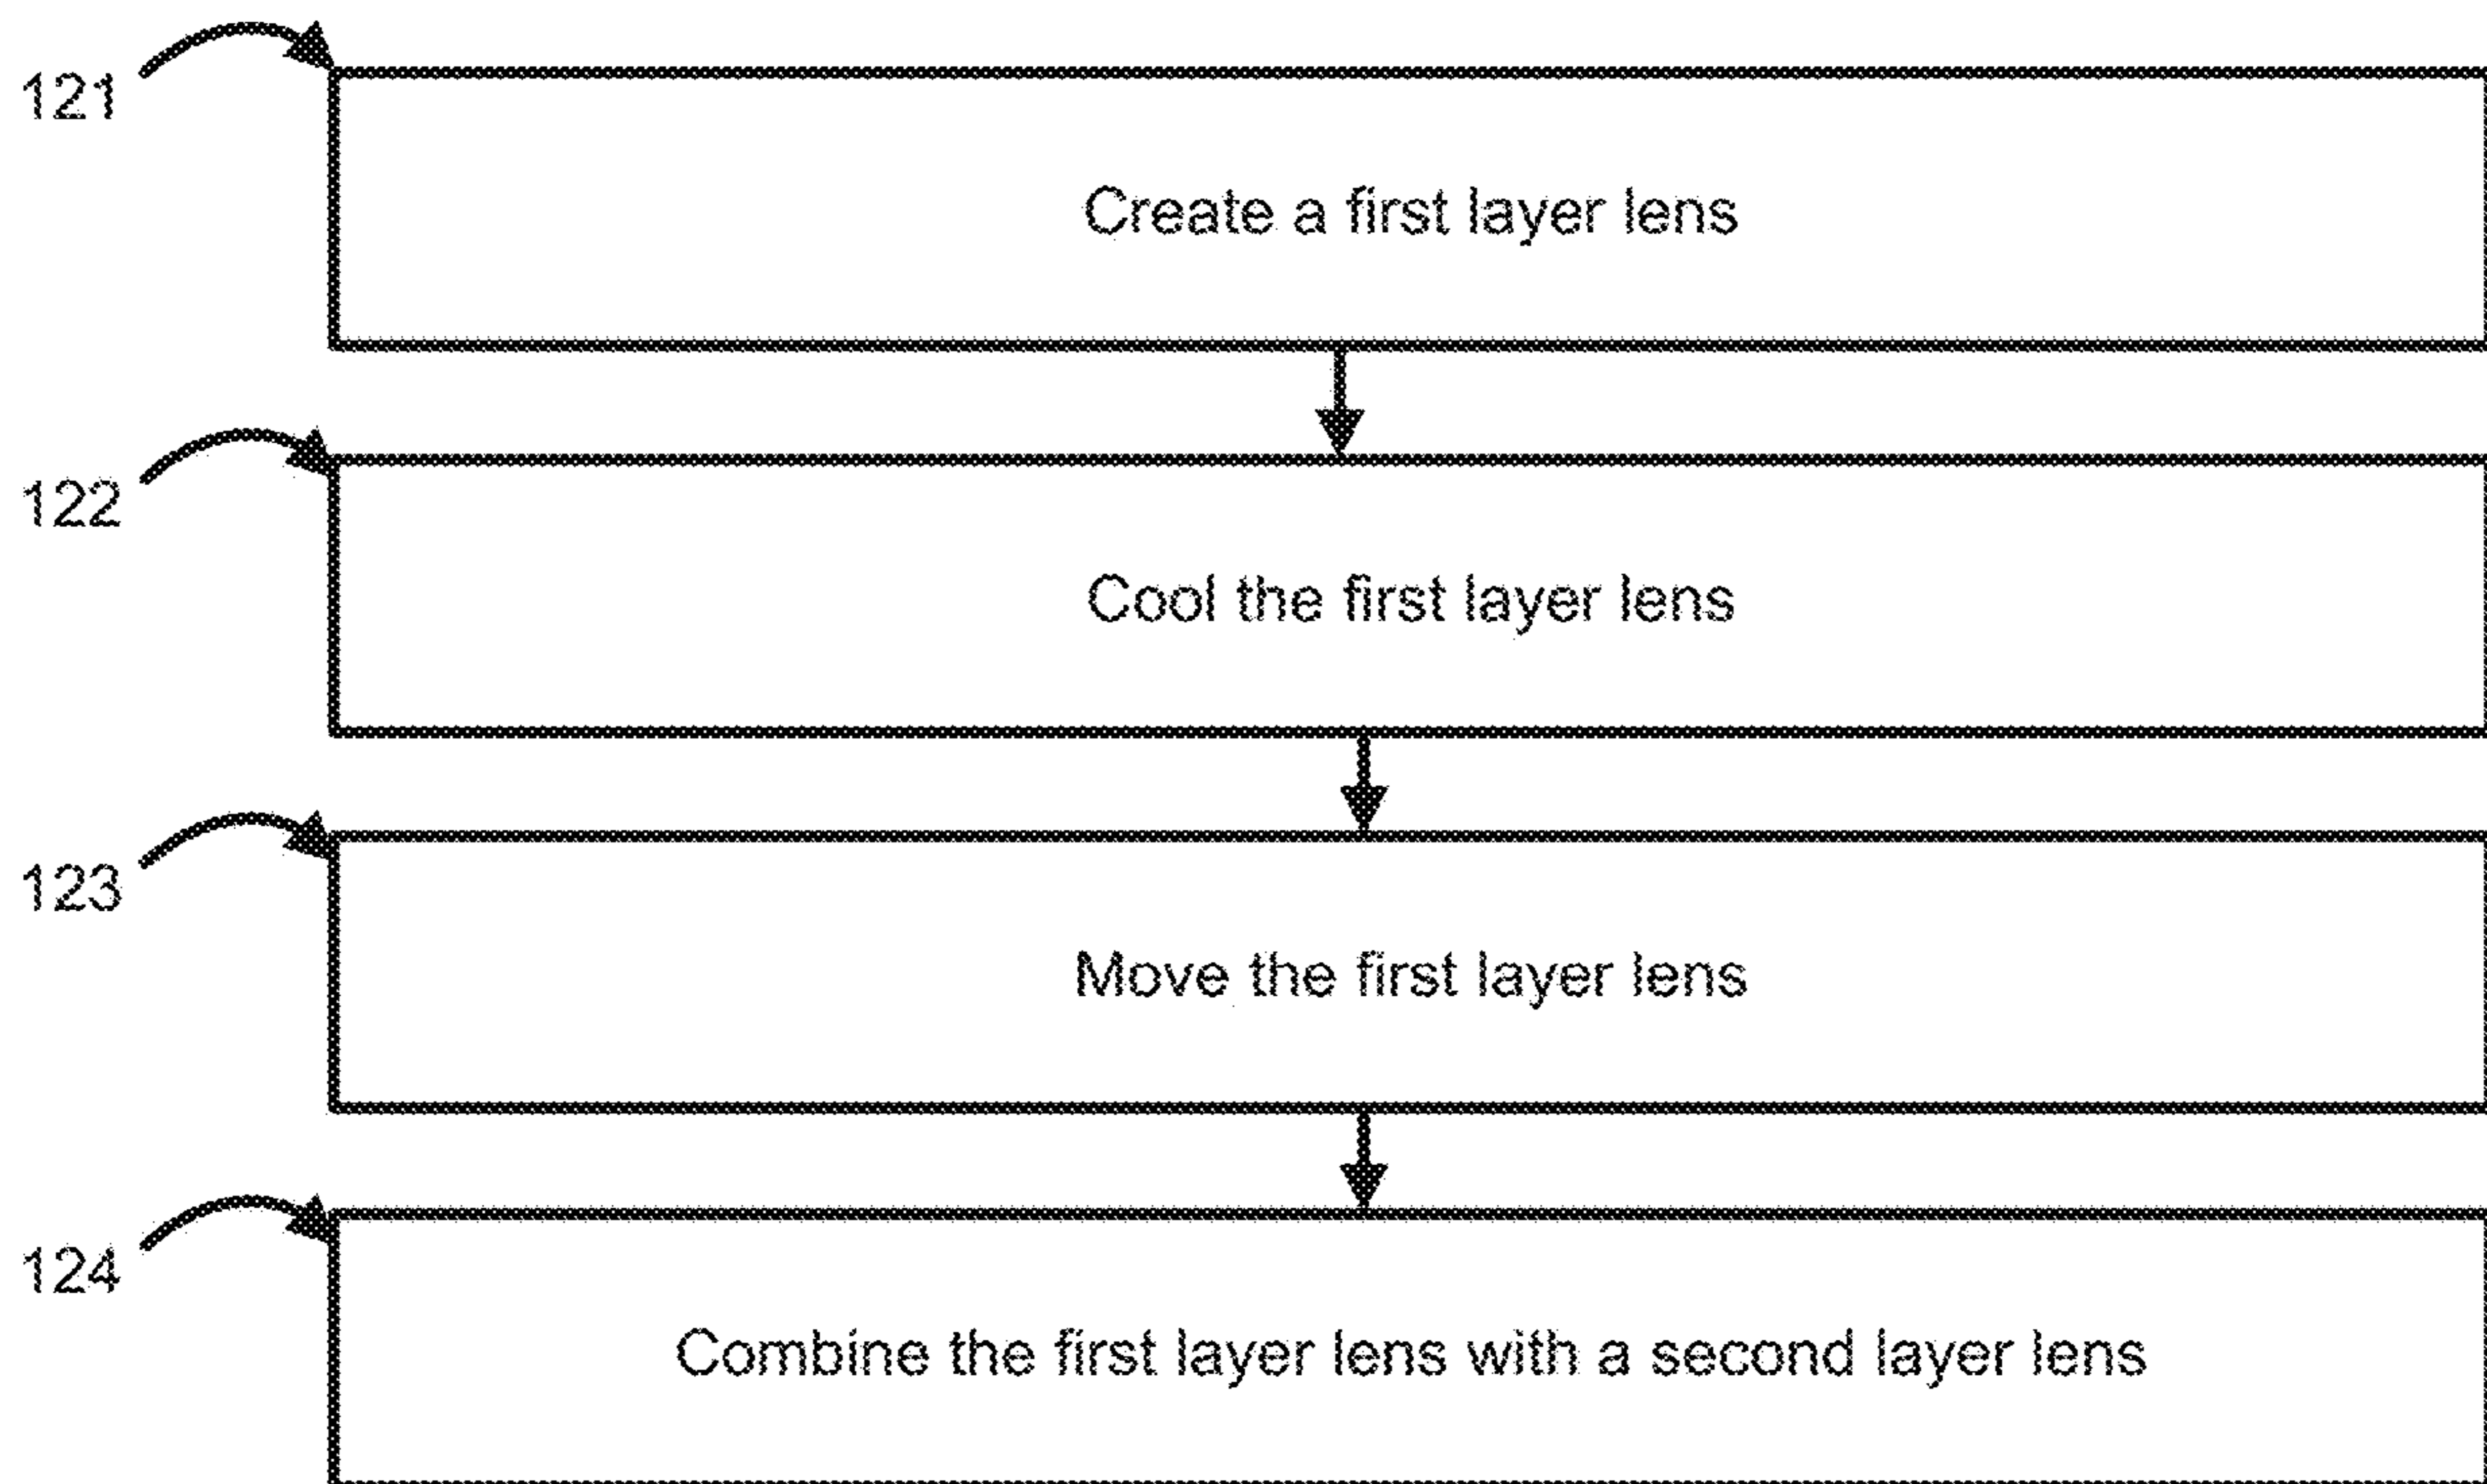 121
Create a first layer lens
122
Cool the first layer lens
123
Move the first layer lens
124
Combine the first layer lens with a second layer lens